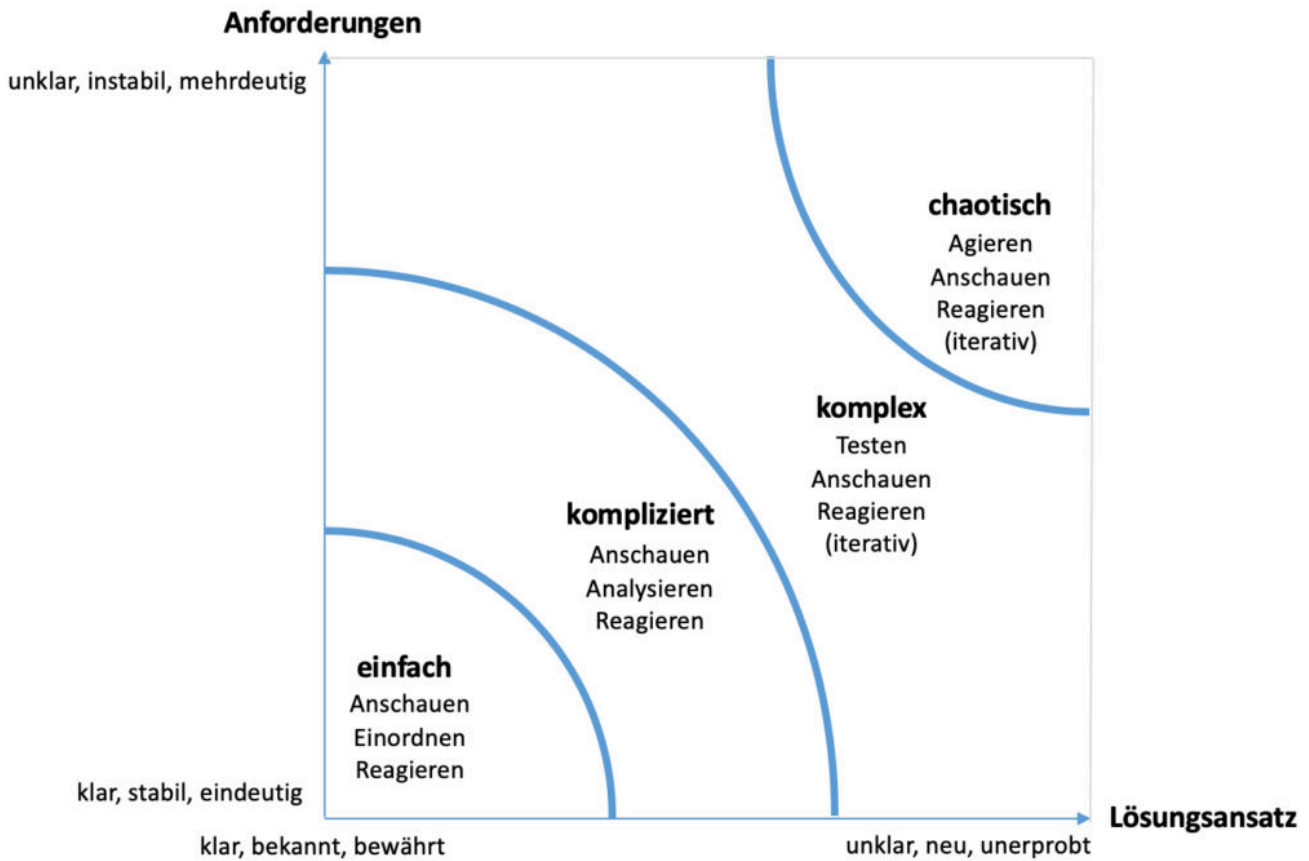 Anforderungen
unklar, instabil, mehrdeutig
chaotisch
Agieren
Anschauen
Reagieren
(iterativ)
komplex
Testen
Anschauen
Reagieren
(iterativ)
kompliziert
Anschauen
Analysieren
Reagieren
einfach
Anschauen
Einordnen
Reagieren
klar, stabil, eindeutig
Lösungsansatz
klar, bekannt, bewährt
unklar, neu, unerprobt